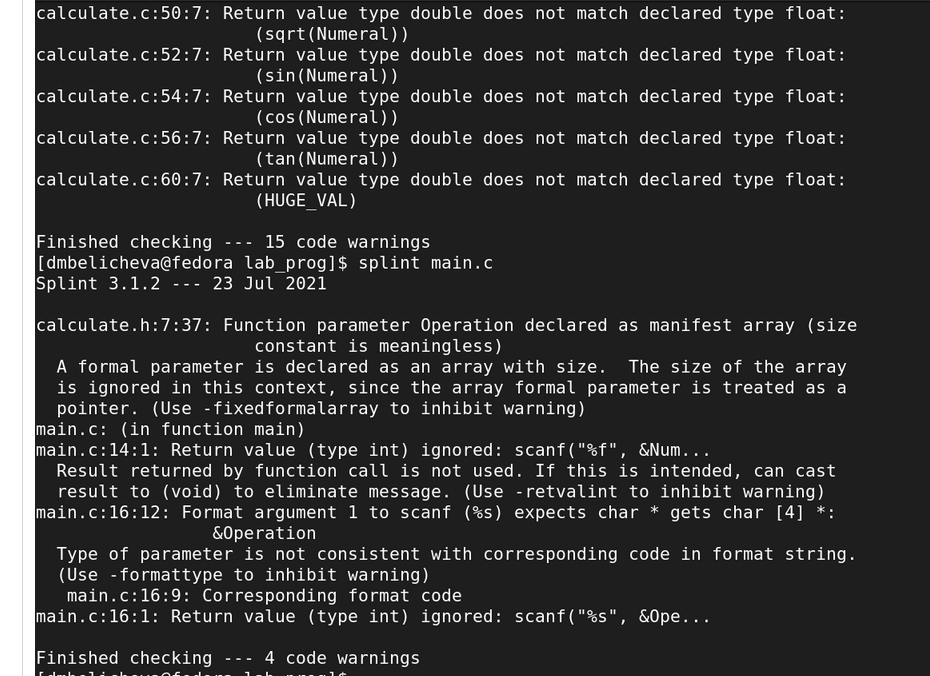 calculate.c:50:7: Return value type double does not match declared type float:
(sqrt(Numeral))
calculate.c:52:7: Return value type double does not match declared type float:
(sin(Numeral))
calculate.c:54:7: Return value type double does not match declared type float:
(cos(Numeral))
calculate.c:56:7: Return value type double does not match declared type float:
(tan(Numeral))
calculate.c:60:7: Return value type double does not match declared type float:
(HUGE_VAL)
Finished checking --- 15 code warnings
[dmbelicheva@fedora lab_prog]$ splint main.c
Splint 3.1.2 --- 23 Jul 2021
calculate.h:7:37: Function parameter Operation declared as manifest array (size
constant is meaningless)
A formal parameter is declared as an array with size.  The size of the array
is ignored in this context, since the array formal parameter is treated as a
pointer. (Use -fixedformalarray to inhibit warning)
main.c: (in function main)
main.c:14:1: Return value (type int) ignored: scanf("%f", &Num...
Result returned by function call is not used. If this is intended, can cast
result to (void) to eliminate message. (Use -retvalint to inhibit warning)
main.c:16:12: Format argument 1 to scanf (%s) expects char * gets char [4] *:
&Operation
Type of parameter is not consistent with corresponding code in format string.
(Use -formattype to inhibit warning)
main.c:16:9: Corresponding format code
main.c:16:1: Return value (type int) ignored: scanf("%s", &Ope...
Finished checking --- 4 code warnings
[dmbelicheva@fedora lab_prog]$